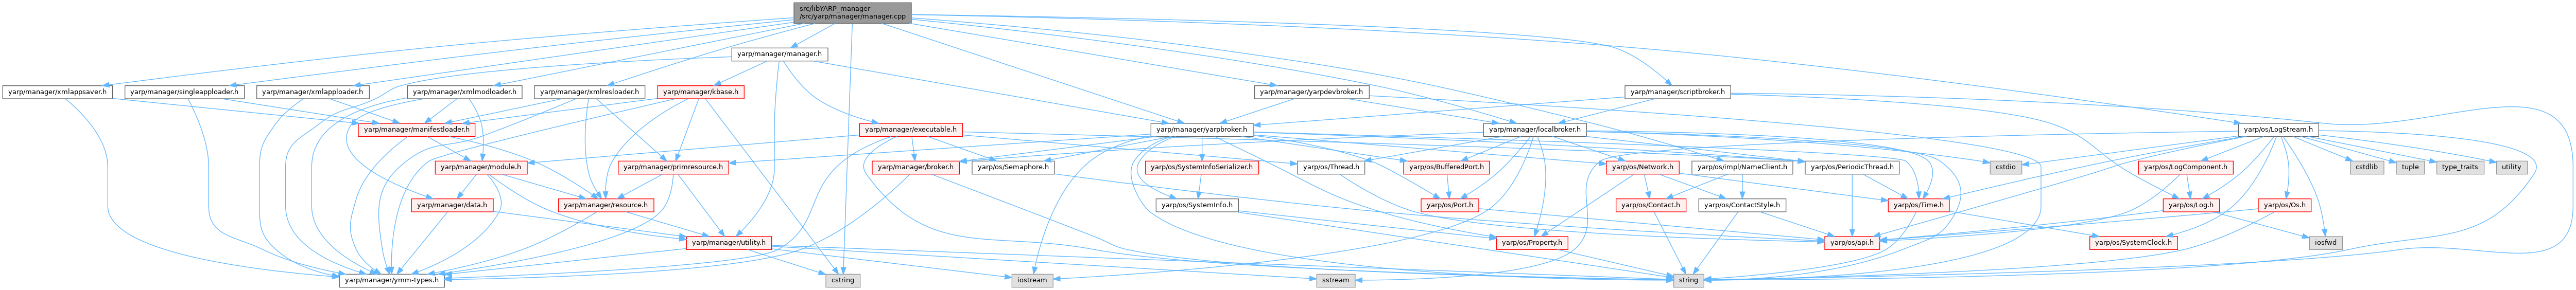 src/libYARP_manager
/src/yarp/manager/manager.cpp
yarp/manager/manager.h
yarp/manager/xmlappsaver.h
yarp/manager/singleapploader.h
yarp/manager/xmlapploader.h
yarp/manager/xmlmodloader.h
yarp/manager/xmlresloader.h
yarp/manager/kbase.h
yarp/manager/yarpdevbroker.h
yarp/manager/scriptbroker.h
yarp/manager/manifestloader.h
yarp/manager/executable.h
yarp/manager/yarpbroker.h
yarp/manager/localbroker.h
yarp/os/LogStream.h
yarp/manager/module.h
yarp/manager/primresource.h
yarp/manager/broker.h
yarp/os/Semaphore.h
yarp/os/SystemInfoSerializer.h
yarp/os/Thread.h
yarp/os/BufferedPort.h
yarp/os/Network.h
yarp/os/impl/NameClient.h
yarp/os/PeriodicThread.h
cstdio
yarp/os/LogComponent.h
cstdlib
tuple
type_traits
utility
yarp/manager/data.h
yarp/manager/resource.h
yarp/os/SystemInfo.h
yarp/os/Port.h
yarp/os/Contact.h
yarp/os/ContactStyle.h
yarp/os/Time.h
yarp/os/Log.h
yarp/os/Os.h
yarp/manager/utility.h
yarp/os/Property.h
yarp/os/api.h
yarp/os/SystemClock.h
iosfwd
yarp/manager/ymm-types.h
cstring
iostream
sstream
string